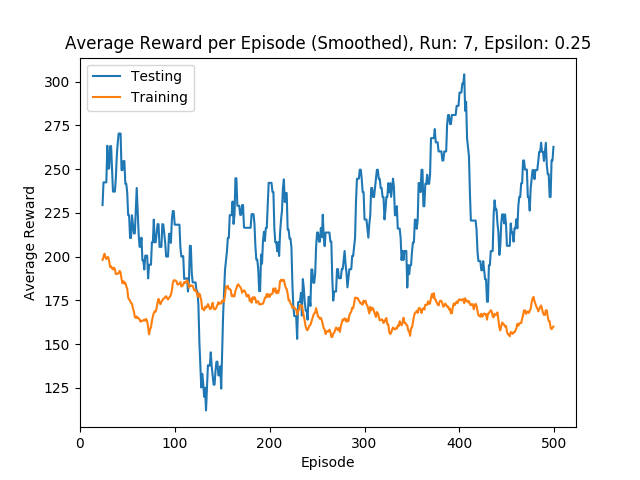 Average Reward per Episode (Smoothed), Run: 7, Epsilon: 0.25
Testing
Training
Average Reward
300
275
250
225
200
175
150
125
0 100 200 300 400 500
Episode